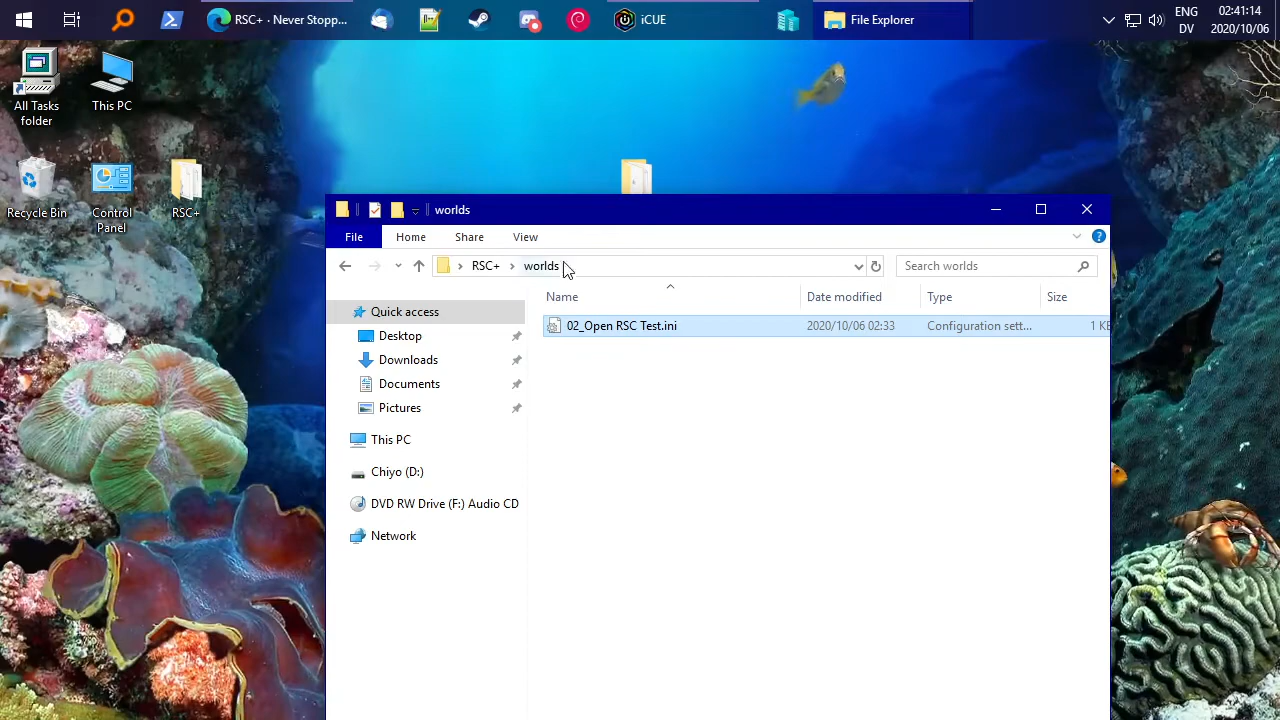 RSC+ · Never Stopp...
iCUE
File Explorer
ENG
DV
02:41:14
2020/10/06
All Tasks
folder
This PC
Recycle Bin
Control
Panel
RSC+
worlds
File
Home
Share
View
RSC+
worlds
Search worlds
Name
Date modified
Type
Size
Quick access
02_Open RSC Test.ini
2020/10/06 02:33
Configuration sett...
1 KB
Desktop
Downloads
Documents
Pictures
This PC
Chiyo (D:)
DVD RW Drive (F:) Audio CD
Network